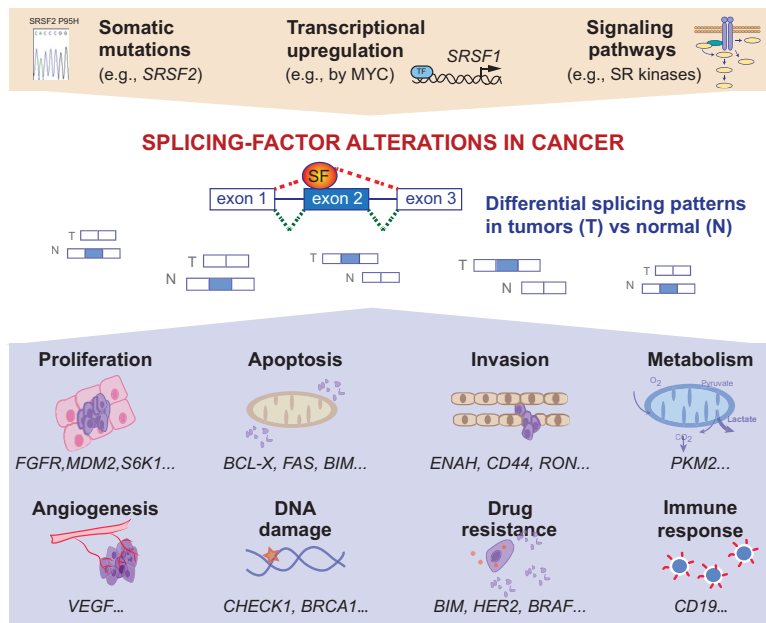 SRSF2 P95H
CACCCGG
Somatic
mutations
(e.g., SRSF2)
Transcriptional
upregulation
(e.g., by MYC)
TF
SRSF1
Signaling
pathways
(e.g., SR kinases)
SPLICING-FACTOR ALTERATIONS IN CANCER
SF
exon 1
exon 2
exon 3
Differential splicing patterns
in tumors (T) vs normal (N)
T
N
T
N
T
N
T
N
T
N
Proliferation
FGFR,MDM2,S6K1...
Apoptosis
BCL-X, FAS, BIM...
Invasion
ENAH, CD44, RON...
Metabolism
O2
Pyruvate
Lactate
CO2
PKM2...
Angiogenesis
VEGF...
DNA
damage
CHECK1, BRCA1...
Drug
resistance
BIM, HER2, BRAF...
Immune
response
CD19...